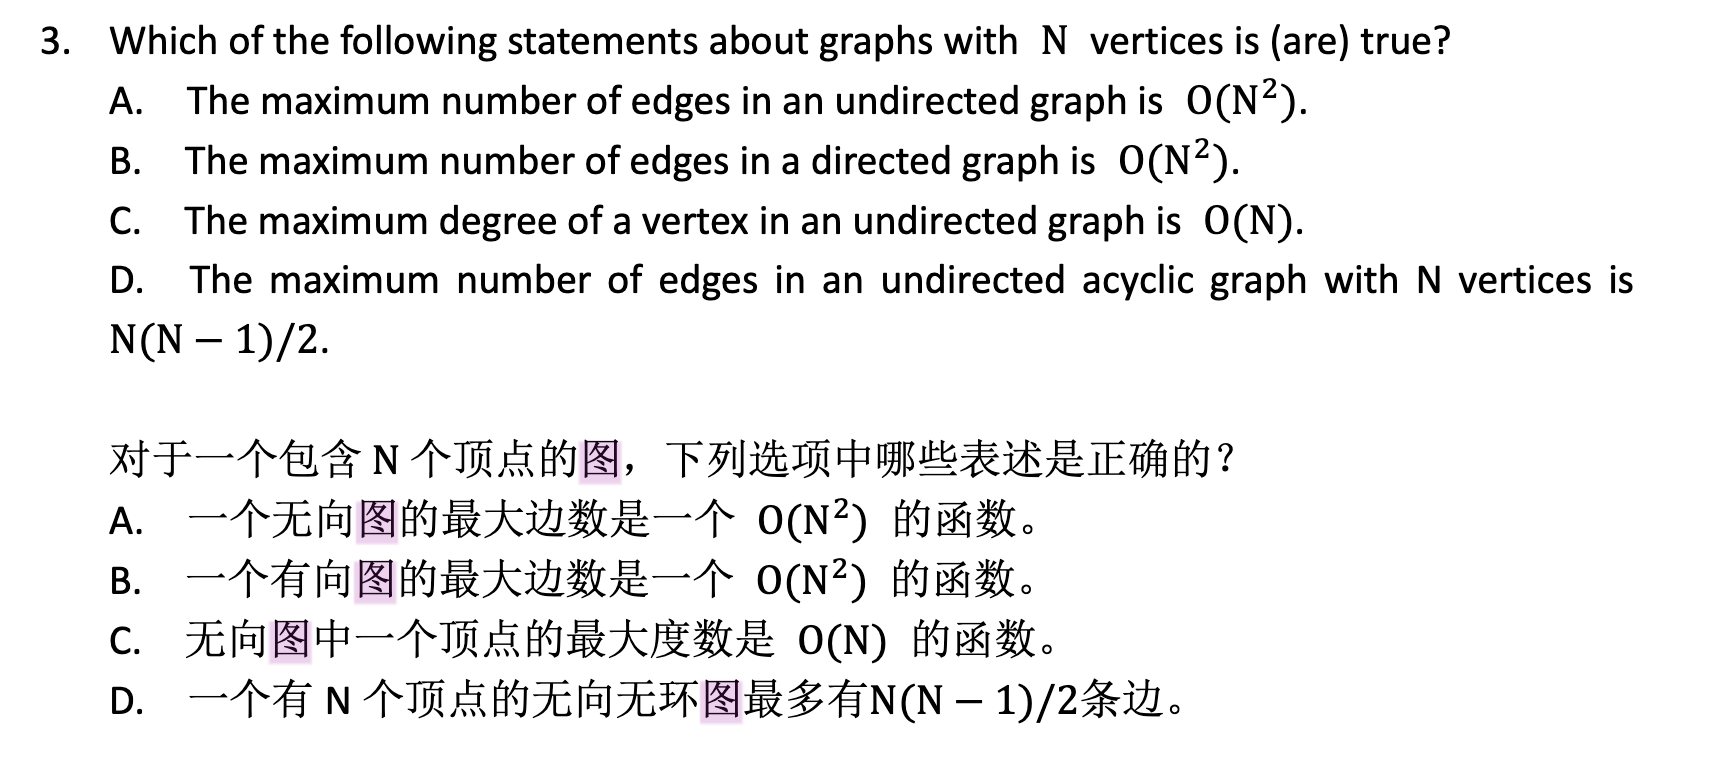 3. Which of the following statements about graphs with N vertices is (are) true?
A. The maximum number of edges in an undirected graph is O(N²).
B. The maximum number of edges in a directed graph is O(N²).
C. The maximum degree of a vertex in an undirected graph is O(N).
D. The maximum number of edges in an undirected acyclic graph with N vertices is
N(N − 1)/2.
对于一个包含 N 个顶点的图，下列选项中哪些表述是正确的？
A. 一个无向图的最大边数是一个 O(N²) 的函数。
B. 一个有向图的最大边数是一个 O(N²) 的函数。
C. 无向图中一个顶点的最大度数是 O(N) 的函数。
D. 一个有 N 个顶点的无向无环图最多有N(N − 1)/2条边。